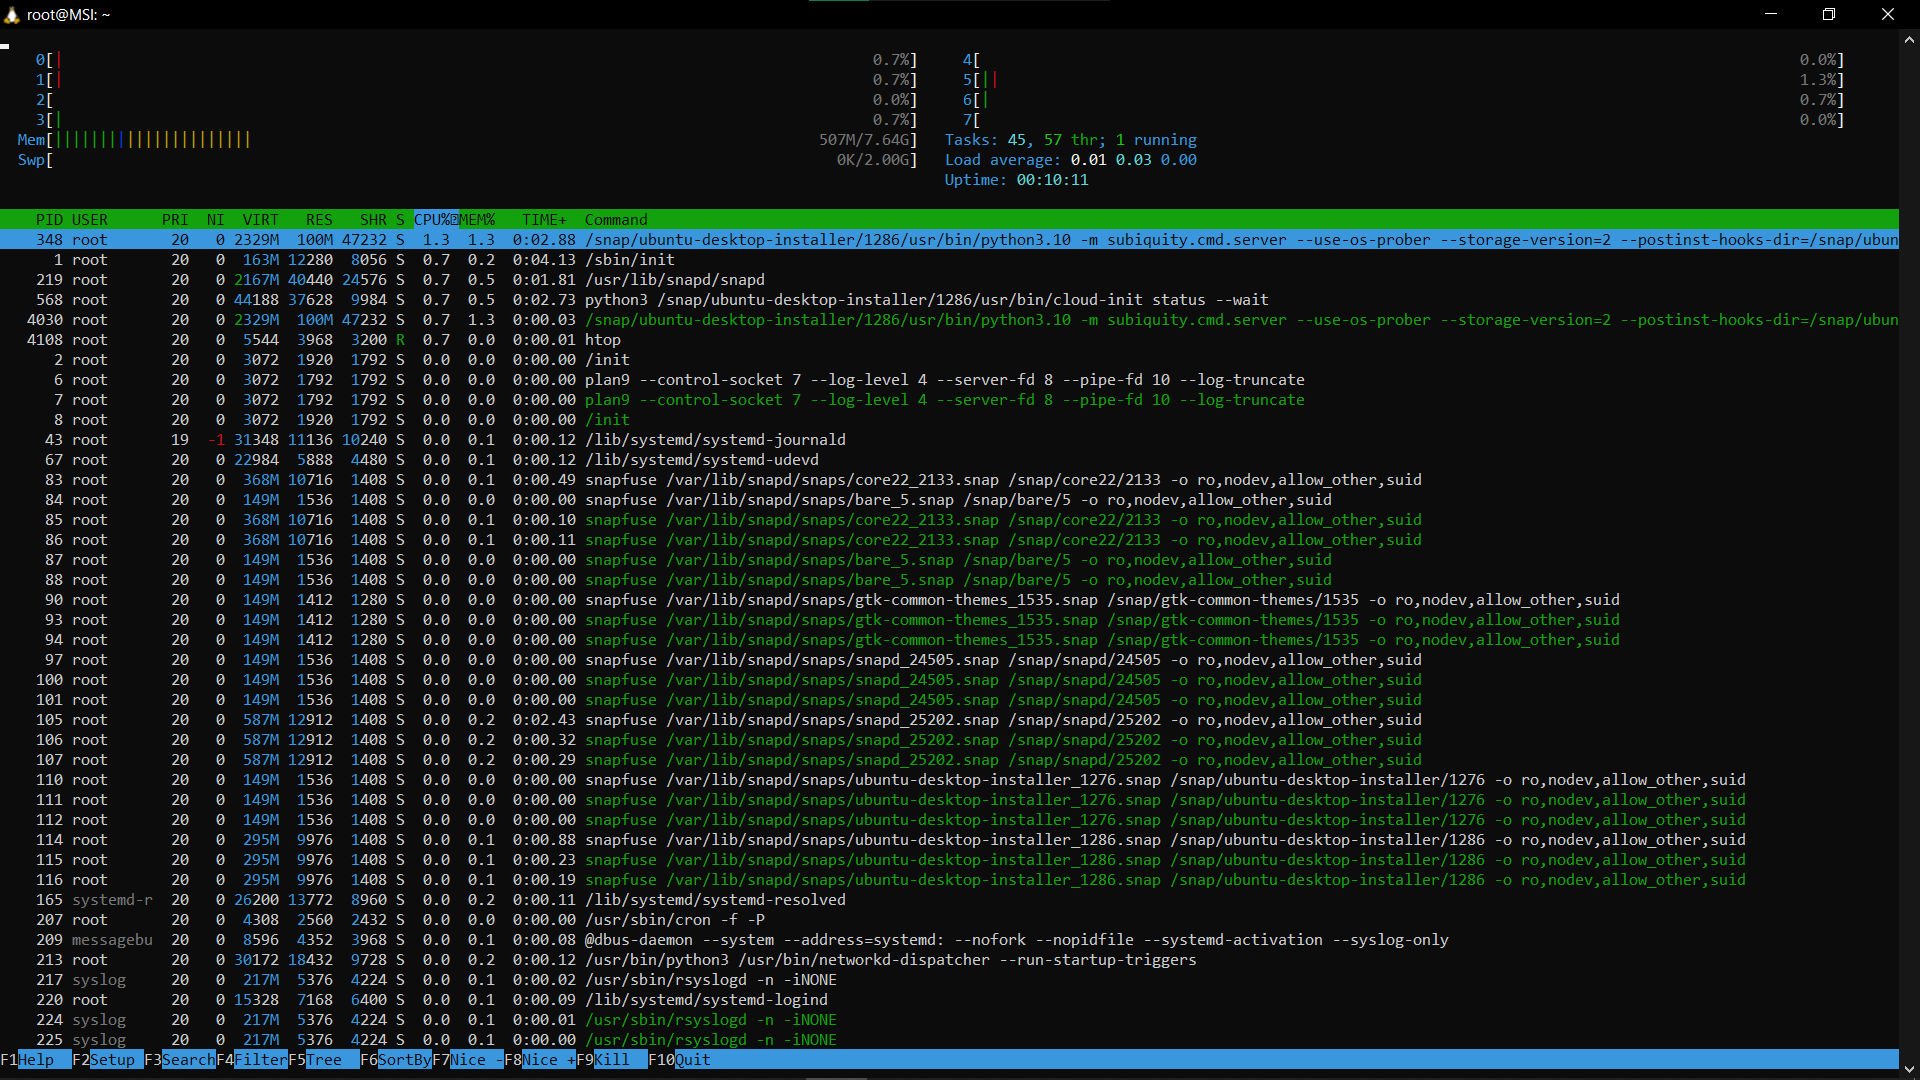 root@MSI: ~
0[| 0.7%] 4[ 0.0%]
1[| 0.7%] 5[|| 1.3%]
2[ 0.0%] 6[| 0.7%]
3[| 0.7%] 7[ 0.0%]
Mem[|||||||||||||||||||||| 507M/7.64G] Tasks: 45, 57 thr; 1 running
Swp[ 0K/2.00G] Load average: 0.01 0.03 0.00
Uptime: 00:10:11
PID USER PRI NI VIRT RES SHR S CPU% MEM% TIME+ Command
348 root 20 0 2329M 100M 47232 S 1.3 1.3 0:02.88 /snap/ubuntu-desktop-installer/1286/usr/bin/python3.10 -m subiquity.cmd.server --use-os-prober --storage-version=2 --postinst-hooks-dir=/snap/ubun
1 root 20 0 163M 12280 8056 S 0.7 0.2 0:04.13 /sbin/init
219 root 20 0 2167M 40440 24576 S 0.7 0.5 0:01.81 /usr/lib/snapd/snapd
568 root 20 0 44188 37628 9984 S 0.7 0.5 0:02.73 python3 /snap/ubuntu-desktop-installer/1286/usr/bin/cloud-init status --wait
4030 root 20 0 2329M 100M 47232 S 0.7 1.3 0:00.03 /snap/ubuntu-desktop-installer/1286/usr/bin/python3.10 -m subiquity.cmd.server --use-os-prober --storage-version=2 --postinst-hooks-dir=/snap/ubun
4108 root 20 0 5544 3968 3200 R 0.7 0.0 0:00.01 htop
2 root 20 0 3072 1920 1792 S 0.0 0.0 0:00.00 /init
6 root 20 0 3072 1792 1792 S 0.0 0.0 0:00.00 plan9 --control-socket 7 --log-level 4 --server-fd 8 --pipe-fd 10 --log-truncate
7 root 20 0 3072 1792 1792 S 0.0 0.0 0:00.00 plan9 --control-socket 7 --log-level 4 --server-fd 8 --pipe-fd 10 --log-truncate
8 root 20 0 3072 1920 1792 S 0.0 0.0 0:00.00 /init
43 root 19 -1 31348 11136 10240 S 0.0 0.1 0:00.12 /lib/systemd/systemd-journald
67 root 20 0 22984 5888 4480 S 0.0 0.1 0:00.12 /lib/systemd/systemd-udevd
83 root 20 0 368M 10716 1408 S 0.0 0.1 0:00.49 snapfuse /var/lib/snapd/snaps/core22_2133.snap /snap/core22/2133 -o ro,nodev,allow_other,suid
84 root 20 0 149M 1536 1408 S 0.0 0.0 0:00.00 snapfuse /var/lib/snapd/snaps/bare_5.snap /snap/bare/5 -o ro,nodev,allow_other,suid
85 root 20 0 368M 10716 1408 S 0.0 0.1 0:00.10 snapfuse /var/lib/snapd/snaps/core22_2133.snap /snap/core22/2133 -o ro,nodev,allow_other,suid
86 root 20 0 368M 10716 1408 S 0.0 0.1 0:00.11 snapfuse /var/lib/snapd/snaps/core22_2133.snap /snap/core22/2133 -o ro,nodev,allow_other,suid
87 root 20 0 149M 1536 1408 S 0.0 0.0 0:00.00 snapfuse /var/lib/snapd/snaps/bare_5.snap /snap/bare/5 -o ro,nodev,allow_other,suid
88 root 20 0 149M 1536 1408 S 0.0 0.0 0:00.00 snapfuse /var/lib/snapd/snaps/bare_5.snap /snap/bare/5 -o ro,nodev,allow_other,suid
90 root 20 0 149M 1412 1280 S 0.0 0.0 0:00.00 snapfuse /var/lib/snapd/snaps/gtk-common-themes_1535.snap /snap/gtk-common-themes/1535 -o ro,nodev,allow_other,suid
93 root 20 0 149M 1412 1280 S 0.0 0.0 0:00.00 snapfuse /var/lib/snapd/snaps/gtk-common-themes_1535.snap /snap/gtk-common-themes/1535 -o ro,nodev,allow_other,suid
94 root 20 0 149M 1412 1280 S 0.0 0.0 0:00.00 snapfuse /var/lib/snapd/snaps/gtk-common-themes_1535.snap /snap/gtk-common-themes/1535 -o ro,nodev,allow_other,suid
97 root 20 0 149M 1536 1408 S 0.0 0.0 0:00.00 snapfuse /var/lib/snapd/snaps/snapd_24505.snap /snap/snapd/24505 -o ro,nodev,allow_other,suid
100 root 20 0 149M 1536 1408 S 0.0 0.0 0:00.00 snapfuse /var/lib/snapd/snaps/snapd_24505.snap /snap/snapd/24505 -o ro,nodev,allow_other,suid
101 root 20 0 149M 1536 1408 S 0.0 0.0 0:00.00 snapfuse /var/lib/snapd/snaps/snapd_24505.snap /snap/snapd/24505 -o ro,nodev,allow_other,suid
105 root 20 0 587M 12912 1408 S 0.0 0.2 0:02.43 snapfuse /var/lib/snapd/snaps/snapd_25202.snap /snap/snapd/25202 -o ro,nodev,allow_other,suid
106 root 20 0 587M 12912 1408 S 0.0 0.2 0:00.32 snapfuse /var/lib/snapd/snaps/snapd_25202.snap /snap/snapd/25202 -o ro,nodev,allow_other,suid
107 root 20 0 587M 12912 1408 S 0.0 0.2 0:00.29 snapfuse /var/lib/snapd/snaps/snapd_25202.snap /snap/snapd/25202 -o ro,nodev,allow_other,suid
110 root 20 0 149M 1536 1408 S 0.0 0.0 0:00.00 snapfuse /var/lib/snapd/snaps/ubuntu-desktop-installer_1276.snap /snap/ubuntu-desktop-installer/1276 -o ro,nodev,allow_other,suid
111 root 20 0 149M 1536 1408 S 0.0 0.0 0:00.00 snapfuse /var/lib/snapd/snaps/ubuntu-desktop-installer_1276.snap /snap/ubuntu-desktop-installer/1276 -o ro,nodev,allow_other,suid
112 root 20 0 149M 1536 1408 S 0.0 0.0 0:00.00 snapfuse /var/lib/snapd/snaps/ubuntu-desktop-installer_1276.snap /snap/ubuntu-desktop-installer/1276 -o ro,nodev,allow_other,suid
114 root 20 0 295M 9976 1408 S 0.0 0.1 0:00.88 snapfuse /var/lib/snapd/snaps/ubuntu-desktop-installer_1286.snap /snap/ubuntu-desktop-installer/1286 -o ro,nodev,allow_other,suid
115 root 20 0 295M 9976 1408 S 0.0 0.1 0:00.23 snapfuse /var/lib/snapd/snaps/ubuntu-desktop-installer_1286.snap /snap/ubuntu-desktop-installer/1286 -o ro,nodev,allow_other,suid
116 root 20 0 295M 9976 1408 S 0.0 0.1 0:00.19 snapfuse /var/lib/snapd/snaps/ubuntu-desktop-installer_1286.snap /snap/ubuntu-desktop-installer/1286 -o ro,nodev,allow_other,suid
165 systemd-r 20 0 26200 13772 8960 S 0.0 0.2 0:00.11 /lib/systemd/systemd-resolved
207 root 20 0 4308 2560 2432 S 0.0 0.0 0:00.00 /usr/sbin/cron -f -P
209 messagebu 20 0 8596 4352 3968 S 0.0 0.1 0:00.08 @dbus-daemon --system --address=systemd: --nofork --nopidfile --systemd-activation --syslog-only
213 root 20 0 30172 18432 9728 S 0.0 0.2 0:00.12 /usr/bin/python3 /usr/bin/networkd-dispatcher --run-startup-triggers
217 syslog 20 0 217M 5376 4224 S 0.0 0.1 0:00.02 /usr/sbin/rsyslogd -n -iNONE
220 root 20 0 15328 7168 6400 S 0.0 0.1 0:00.09 /lib/systemd/systemd-logind
224 syslog 20 0 217M 5376 4224 S 0.0 0.1 0:00.01 /usr/sbin/rsyslogd -n -iNONE
225 syslog 20 0 217M 5376 4224 S 0.0 0.1 0:00.00 /usr/sbin/rsyslogd -n -iNONE
F1Help F2Setup F3SearchF4FilterF5Tree F6SortByF7Nice -F8Nice +F9Kill F10Quit